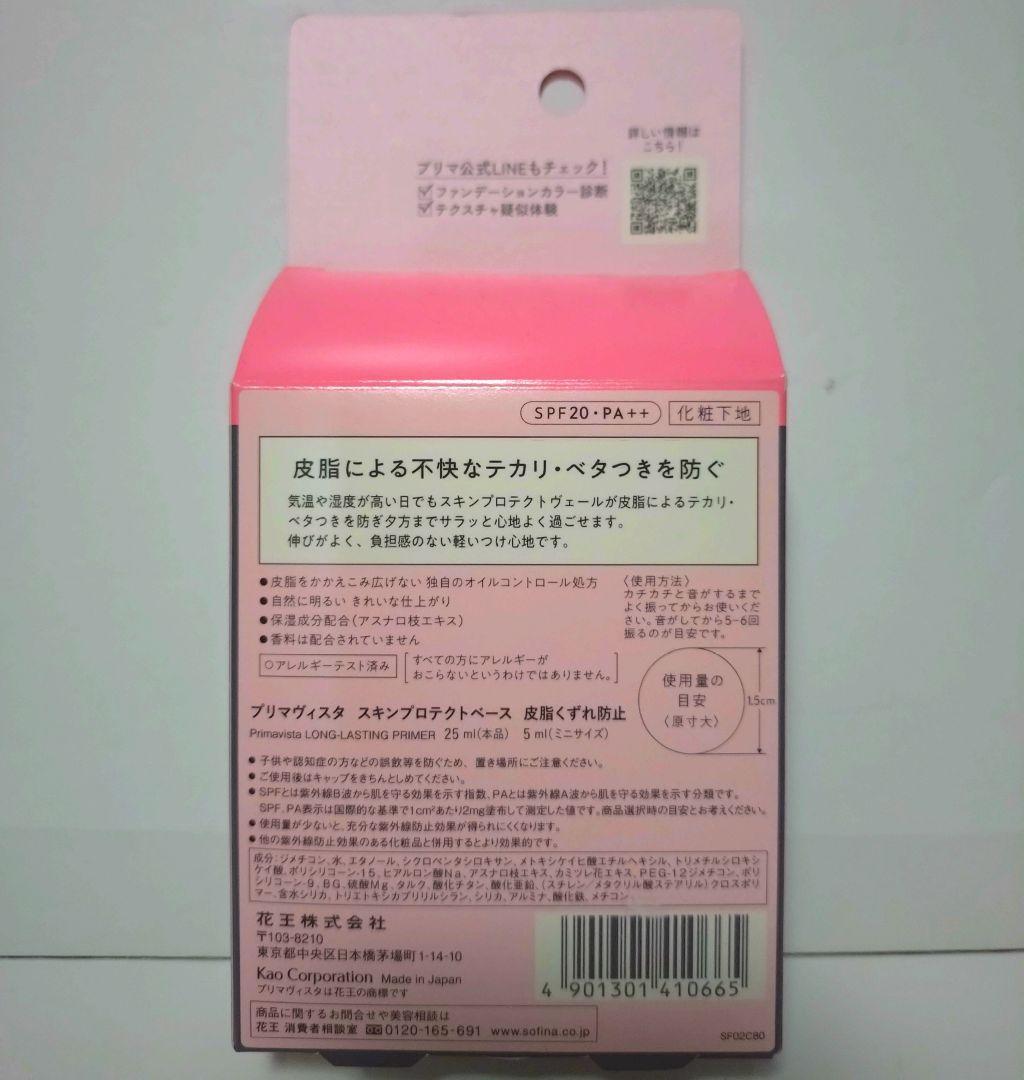 詳しい情報は
こちら!
プリマ公式LINEもチェック!
ファンデーションカラー診断
テクスチャ疑似体験
SPF20・PA++ 化粧下地
皮脂による不快なテカリ・ベタつきを防ぐ
気温や湿度が高い日でもスキンプロテクトヴェールが皮脂によるテカリ・
ベタつきを防ぎ夕方までサラッと心地よく過ごせます。
伸びがよく、負担感のない軽いつけ心地です。
●皮脂をかかえこみ広げない 独自のオイルコントロール処方
●自然に明るい きれいな仕上がり
●保湿成分配合(アスナロ枝エキス)
●香料は配合されていません
〈使用方法〉
カチカチと音がするまで
よく振ってからお使いくだ
さい。音がしてから5-6回
振るのが目安です。
○アレルギーテスト済み
すべての方にアレルギーが
おこらないというわけではありません。
使用量の
目安
〈原寸大〉
1.5cm
プリマヴィスタ スキンプロテクトベース 皮脂くずれ防止
Primavista LONG-LASTING PRIMER 25 ml(本品) 5 ml(ミニサイズ)
●子供や認知症の方などの誤飲等を防ぐため、置き場所にご注意ください。
●ご使用後はキャップをきちんとしめてください。
●SPFとは紫外線B波から肌を守る効果を示す指数、PAとは紫外線A波から肌を守る効果を示す分類です。
SPF、PA表示は国際的な基準で1cm²あたり2mg塗布して測定した値です。商品選択時の目安とお考えください。
●使用量が少ないと、充分な紫外線防止効果が得られにくくなります。
●他の紫外線防止効果のある化粧品と併用するとより効果的です。
成分:ジメチコン、水、エタノール、シクロペンタシロキサン、メトキシケイヒ酸エチルヘキシル、トリメチルシロキシ
ケイ酸、ポリシリコーン-15、ヒアルロン酸Na、アスナロ枝エキス、カミツレ花エキス、PEG-12ジメチコン、ポリ
シリコーン-9、BG、硫酸Mg、タルク、酸化チタン、酸化亜鉛、(スチレン/メタクリル酸ステアリル)クロスポリ
マー、含水シリカ、トリエトキシカプリリルシラン、シリカ、アルミナ、酸化鉄、メチコン
花王株式会社
〒103-8210
東京都中央区日本橋茅場町1-14-10
Kao Corporation Made in Japan
プリマヴィスタは花王の商標です
4 901301 410665
商品に関するお問合せや美容相談は
花王 消費者相談室 0120-165-691 www.sofina.co.jp
SF02C80